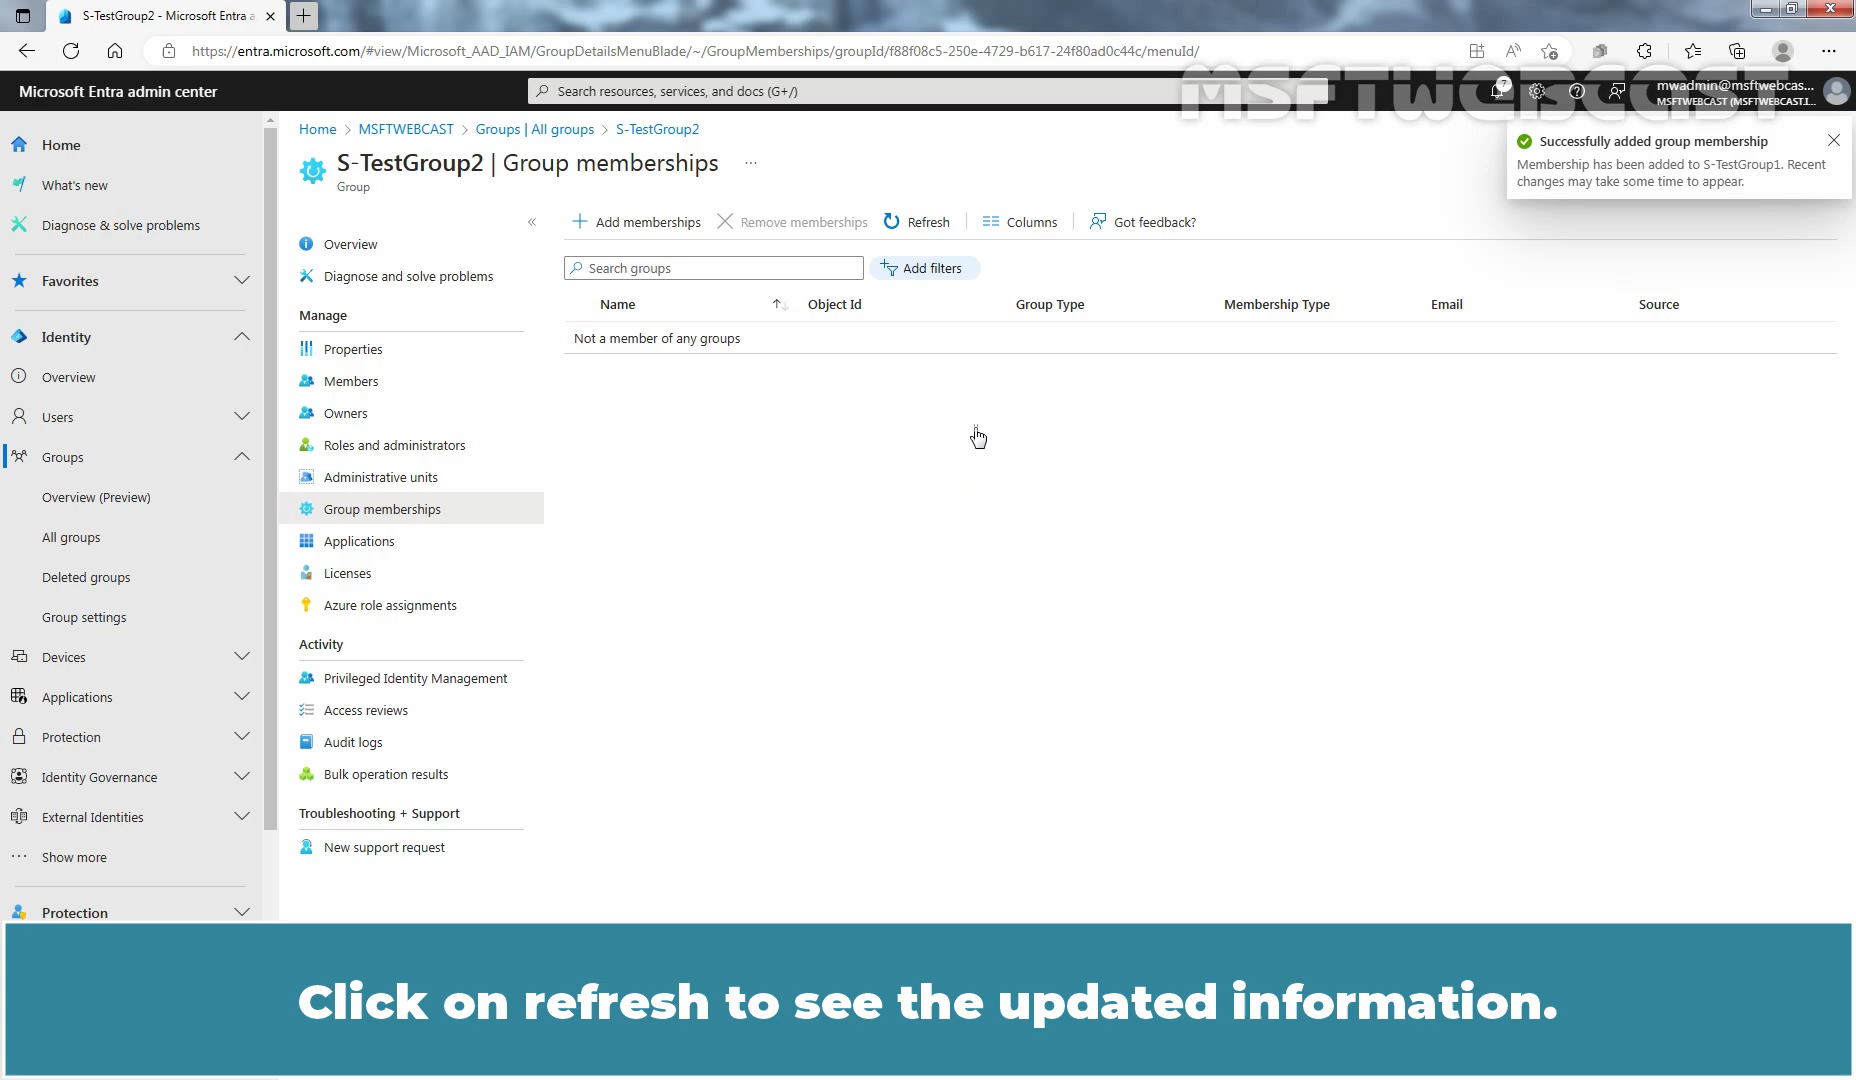 S-TestGroup2 - Microsoft Entra a
https://entra.microsoft.com/#view/Microsoft_AAD_IAM/GroupDetailsMenuBlade/~/GroupMemberships/groupId/f88f08c5-250e-4729-b617-24f80ad0c44c/menuId/
MSFTWEBCAST
Microsoft Entra admin center
Search resources, services, and docs (G+/)
7
mwadmin@msftwebcas...
MSFTWEBCAST (MSFTWEBCAST.I...
Home
What's new
Diagnose & solve problems
Favorites
Identity
Overview
Users
Groups
Overview (Preview)
All groups
Deleted groups
Group settings
Devices
Applications
Protection
Identity Governance
External Identities
Show more
Protection
Home > MSFTWEBCAST > Groups | All groups > S-TestGroup2
S-TestGroup2 | Group memberships ...
Group
Overview
Diagnose and solve problems
Manage
Properties
Members
Owners
Roles and administrators
Administrative units
Group memberships
Applications
Licenses
Azure role assignments
Activity
Privileged Identity Management
Access reviews
Audit logs
Bulk operation results
Troubleshooting + Support
New support request
Add memberships Remove memberships Refresh Columns Got feedback?
Search groups Add filters
Name Object Id Group Type Membership Type Email Source
Not a member of any groups
Successfully added group membership
Membership has been added to S-TestGroup1. Recent
changes may take some time to appear.
Click on refresh to see the updated information.